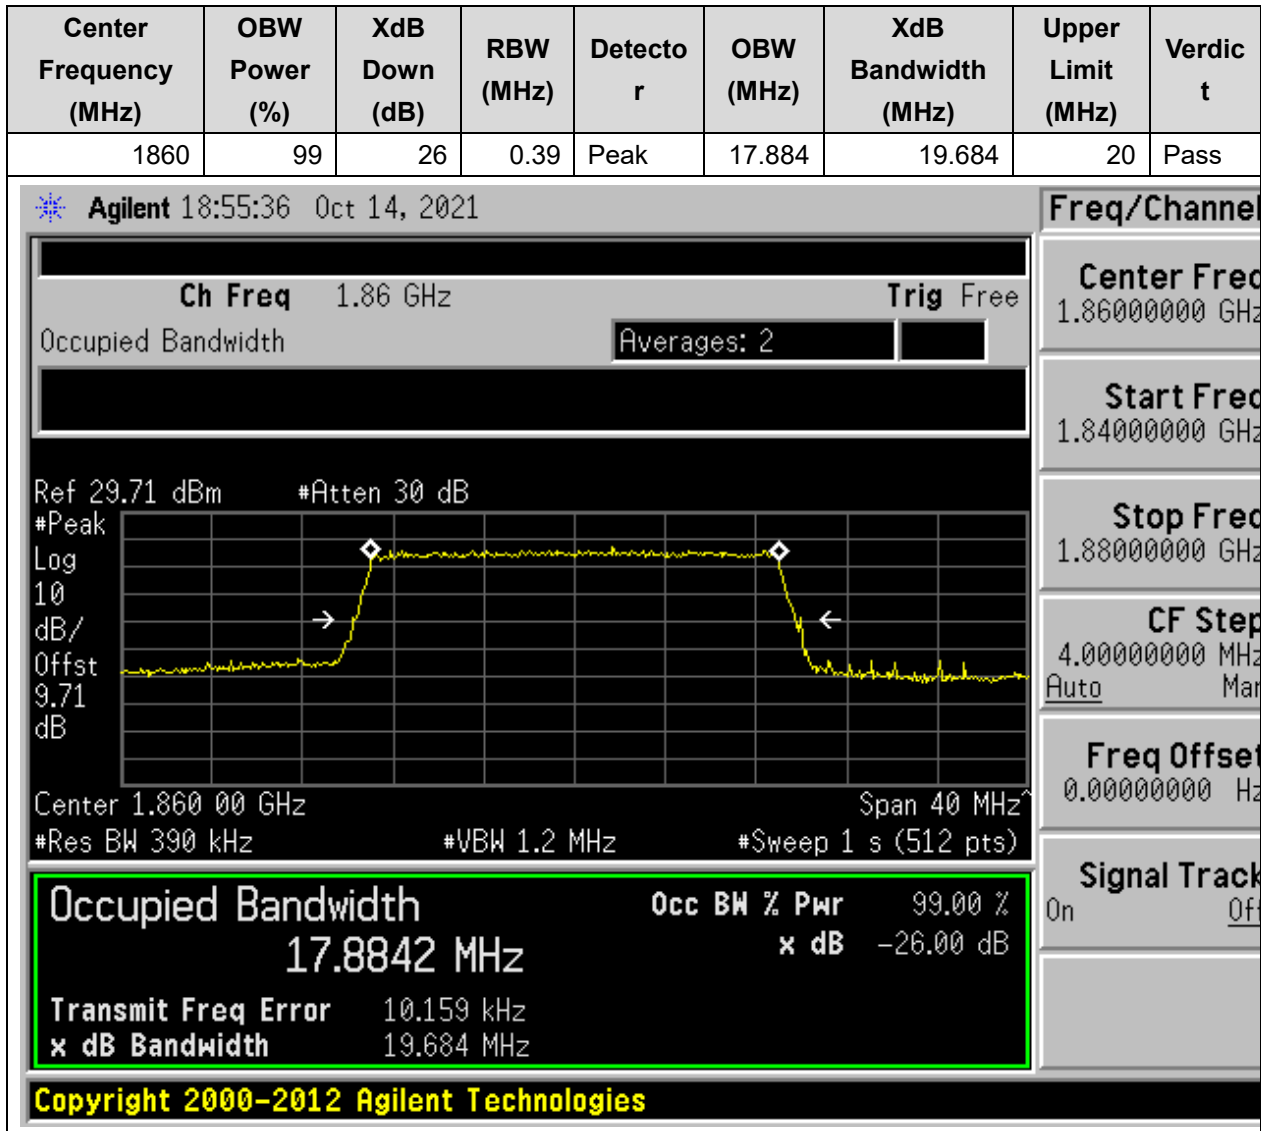 Center Frequency (MHz) | OBW Power (%) | XdB Down (dB) | RBW (MHz) | Detector | OBW (MHz) | XdB Bandwidth (MHz) | Upper Limit (MHz) | Verdict
1860 | 99 | 26 | 0.39 | Peak | 17.884 | 19.684 | 20 | Pass
Agilent 18:55:36 Oct 14, 2021
Freq/Channel
Ch Freq 1.86 GHz Trig Free
Occupied Bandwidth Averages: 2
Center Freq
1.86000000 GHz
Start Freq
1.84000000 GHz
Stop Freq
1.88000000 GHz
CF Step
4.00000000 MHz
Auto Man
Freq Offset
0.00000000 Hz
Signal Track
On Off
Ref 29.71 dBm #Atten 30 dB
#Peak
Log
10
dB/
Offst
9.71
dB
Center 1.860 00 GHz Span 40 MHz^
#Res BW 390 kHz #VBW 1.2 MHz #Sweep 1 s (512 pts)
Occupied Bandwidth Occ BW % Pwr 99.00 %
17.8842 MHz x dB -26.00 dB
Transmit Freq Error 10.159 kHz
x dB Bandwidth 19.684 MHz
Copyright 2000-2012 Agilent Technologies